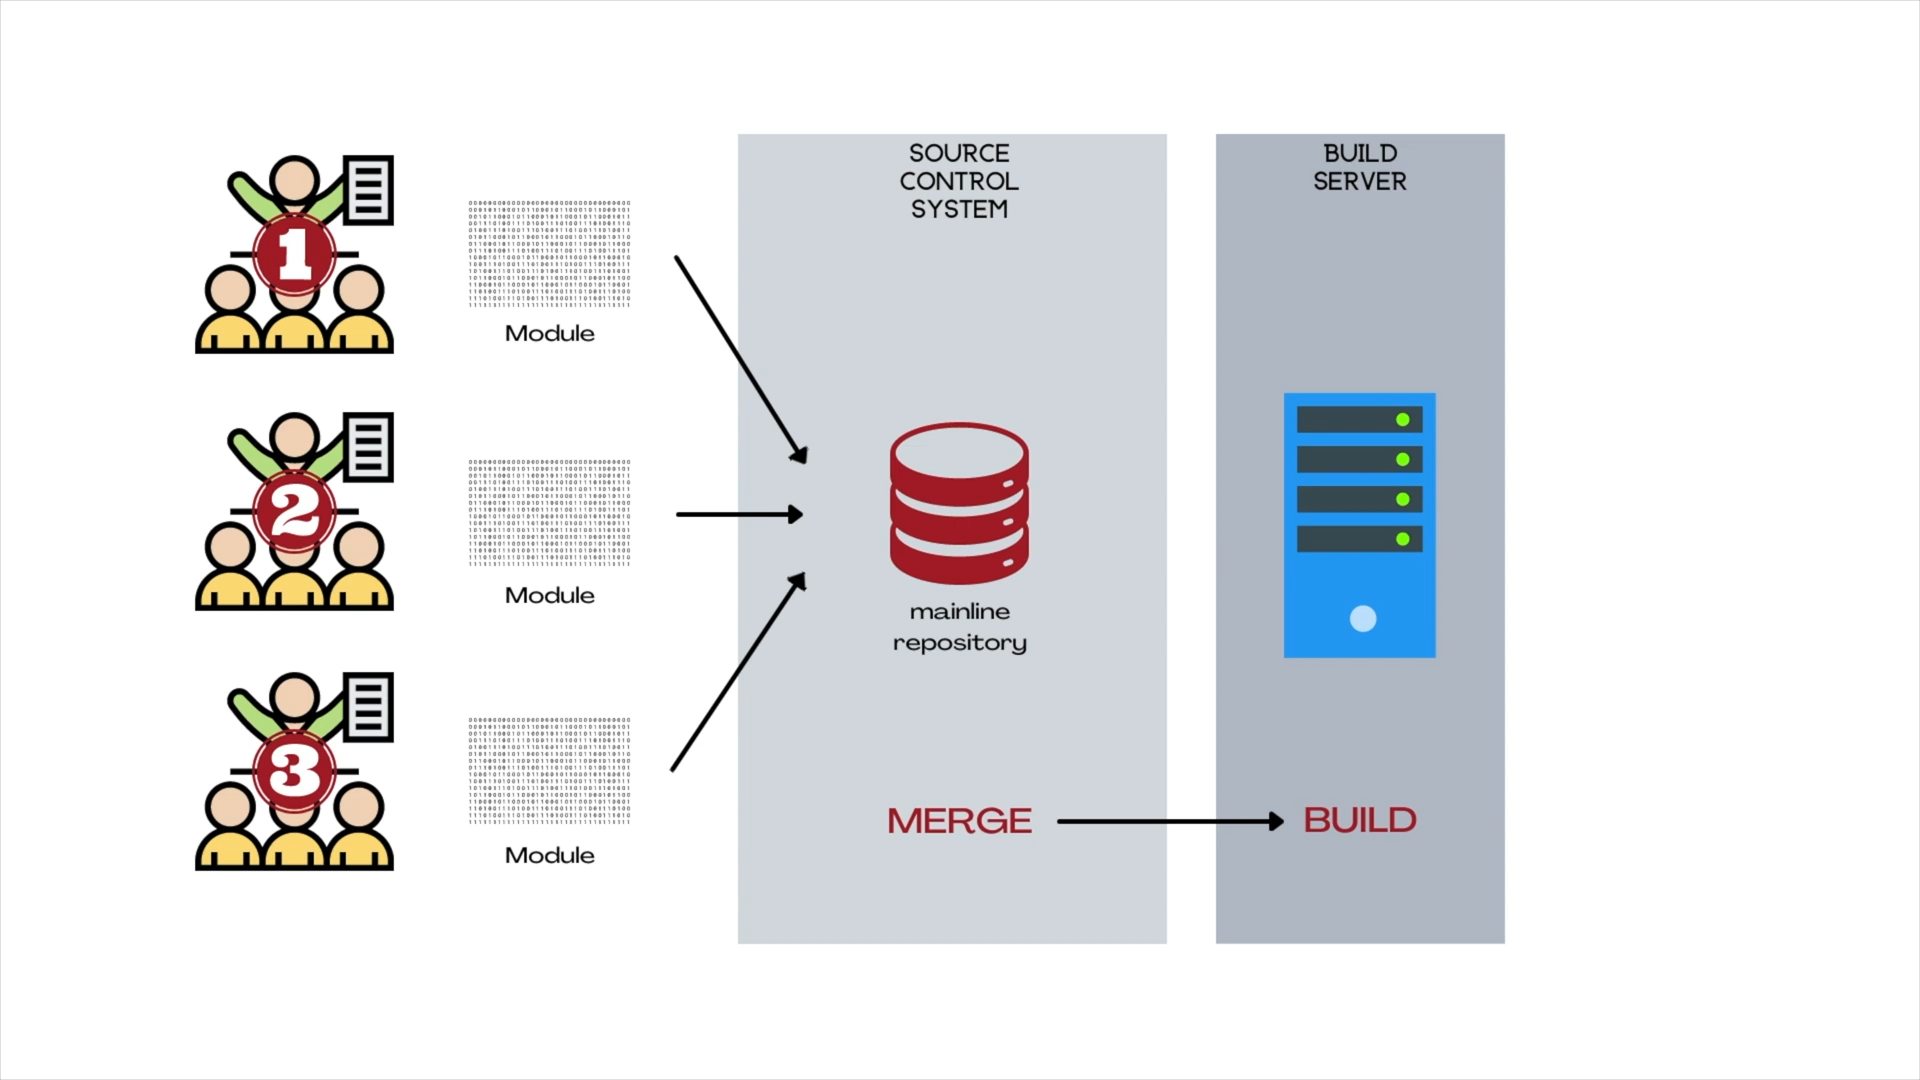 SOURCE
CONTROL
SYSTEM
BUILD
SERVER
1
Module
2
Module
3
Module
mainline
repository
MERGE
BUILD